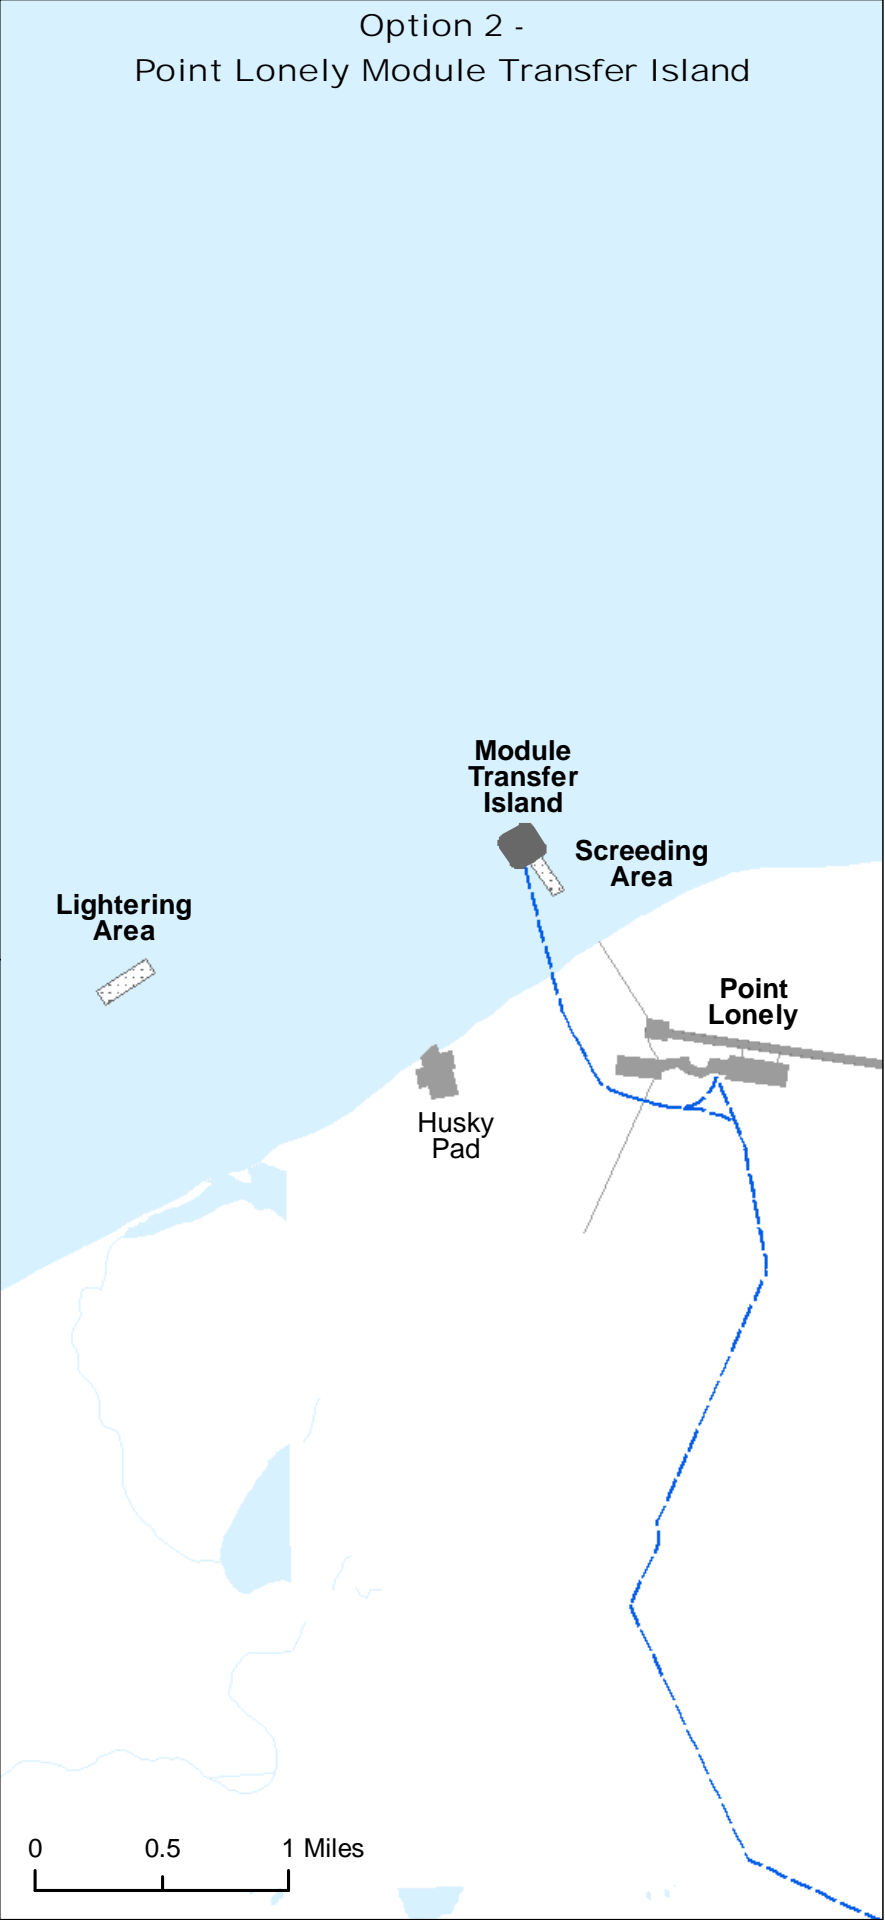 Option 2 -
Point Lonely Module Transfer Island
Module
Transfer
Island
Screeding
Area
Lightering
Area
Point
Lonely
Husky
Pad
0 0.5 1 Miles